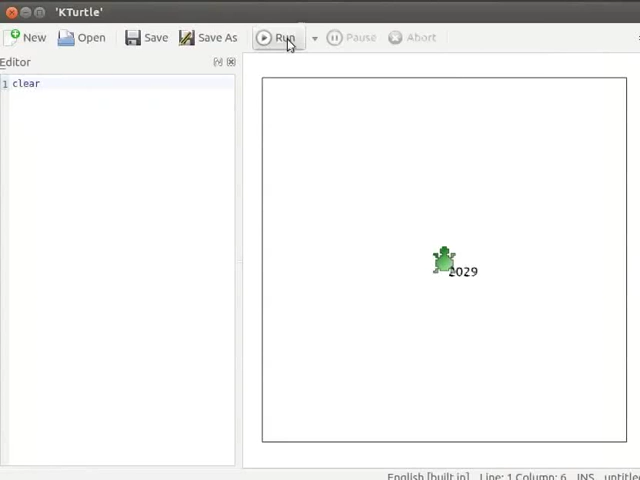 'KTurtle'
New Open Save Save As Run Pause Abort
Editor
1 clear
2029
English [built in] Line: 1 Column: 6 INS untitled